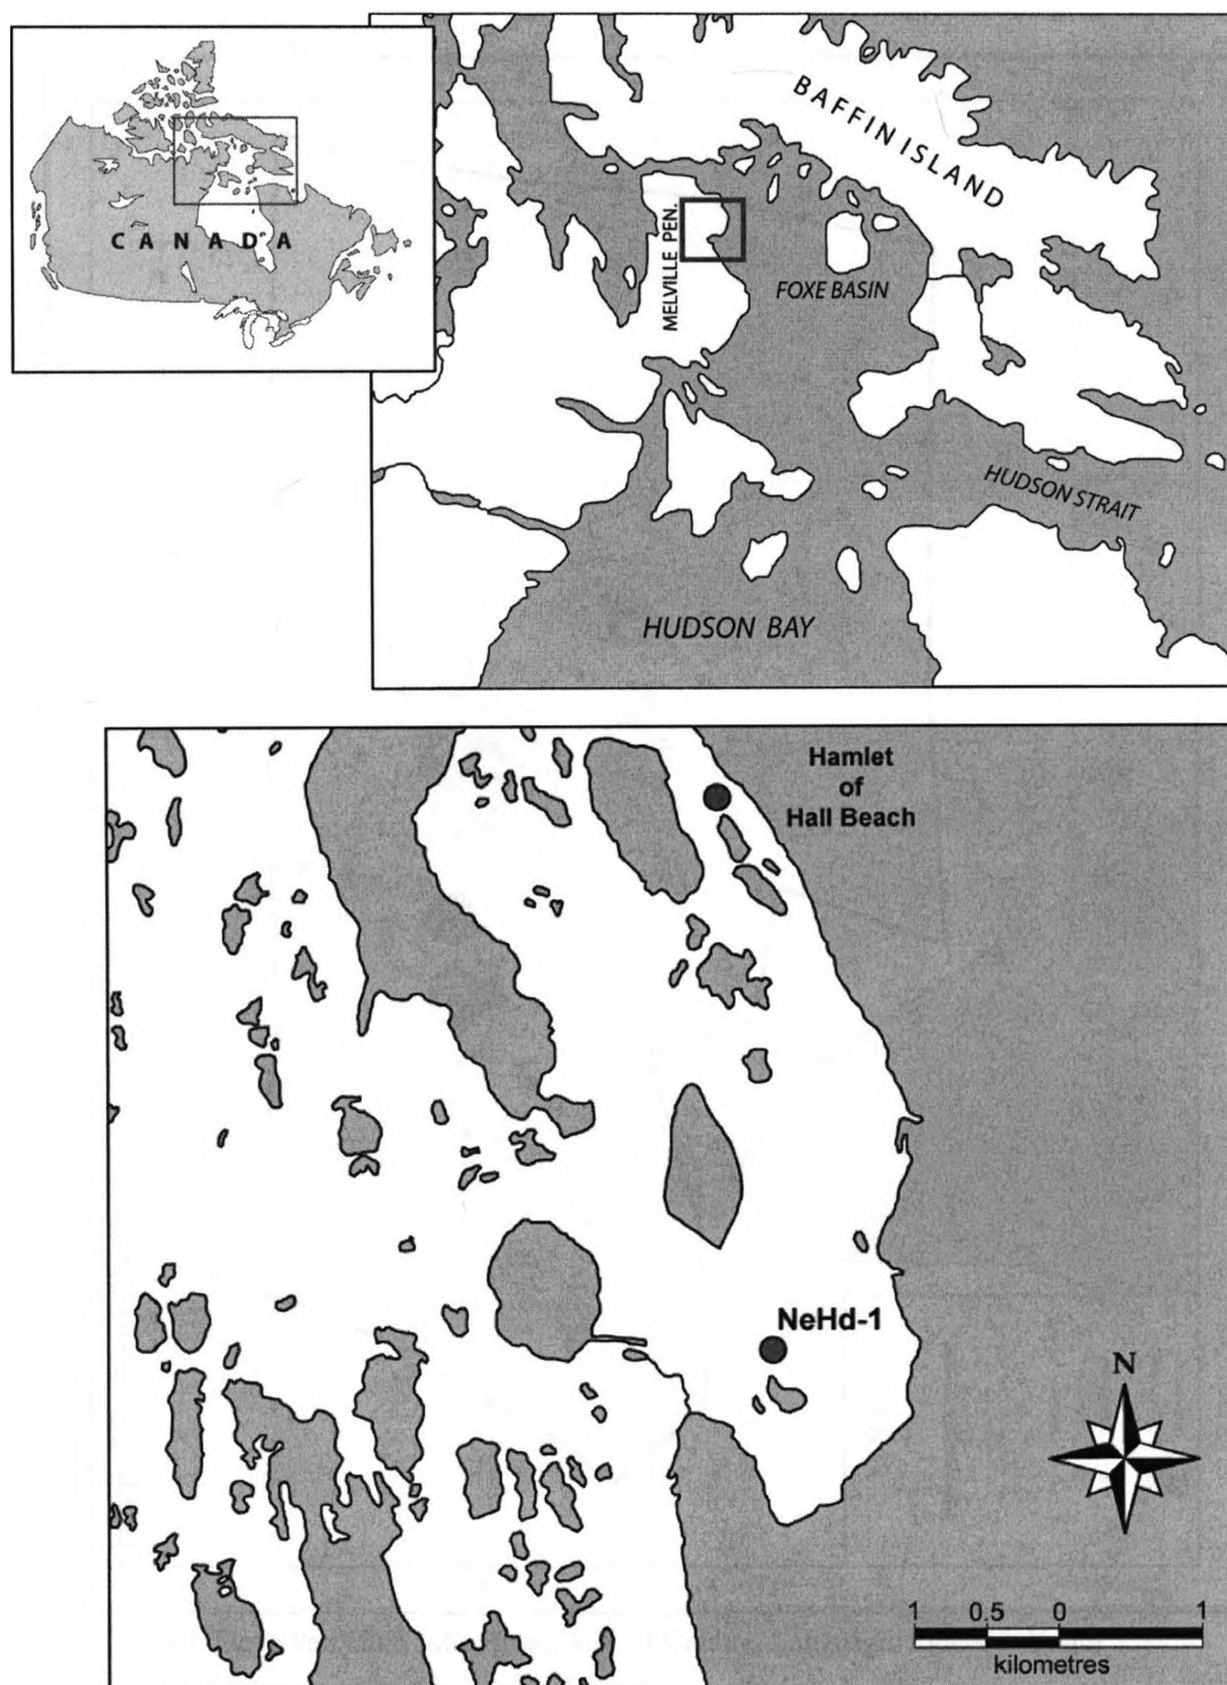 CANADA
BAFFIN ISLAND
MELVILLE PEN.
FOXE BASIN
HUDSON STRAIT
HUDSON BAY
Hamlet
of
Hall Beach
NeHd-1
N
1 0.5 0 1
kilometres